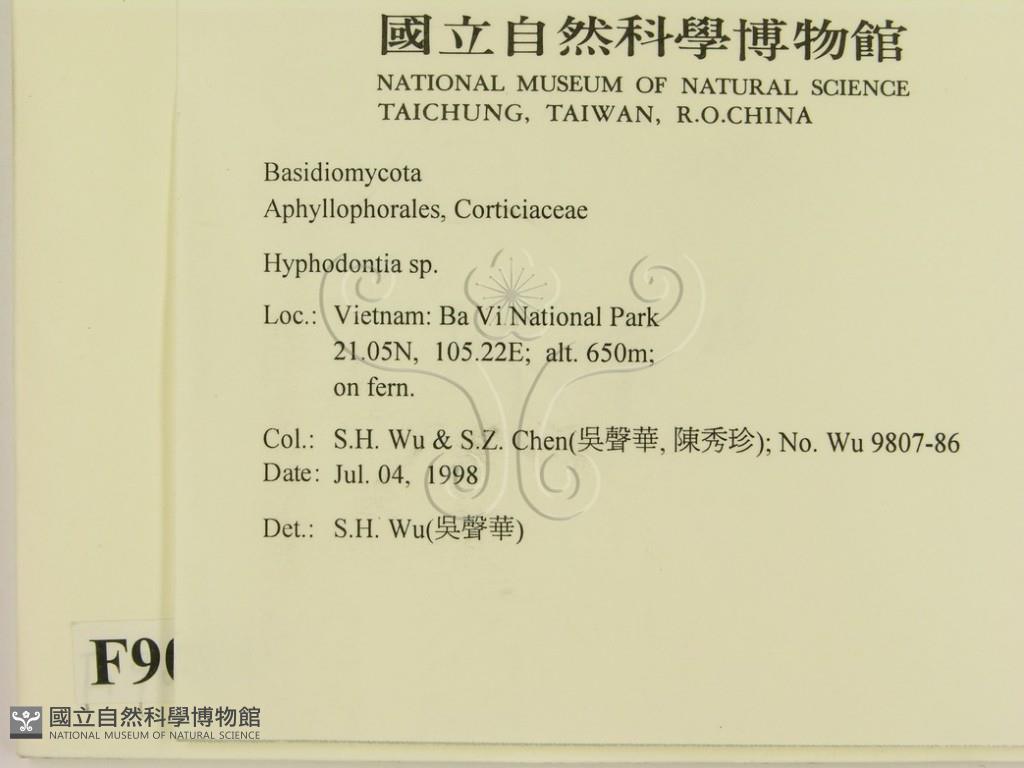 國立自然科學博物館
NATIONAL MUSEUM OF NATURAL SCIENCE
TAICHUNG, TAIWAN, R.O.CHINA
Basidiomycota
Aphyllophorales, Corticiaceae
Hyphodontia sp.
Loc.: Vietnam: Ba Vi National Park
21.05N, 105.22E; alt. 650m;
on fern.
Col.: S.H. Wu & S.Z. Chen(吳聲華, 陳秀珍); No. Wu 9807-86
Date: Jul. 04, 1998
Det.: S.H. Wu(吳聲華)
國立自然科學博物館
NATIONAL MUSEUM OF NATURAL SCIENCE